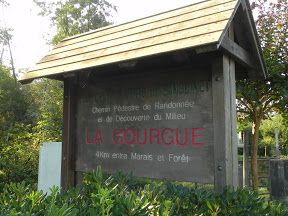 Chemin Pédestre de Randonnée
et de Découverte du Milieu
LA GOURGUE
4Km entre Marais et Forêt